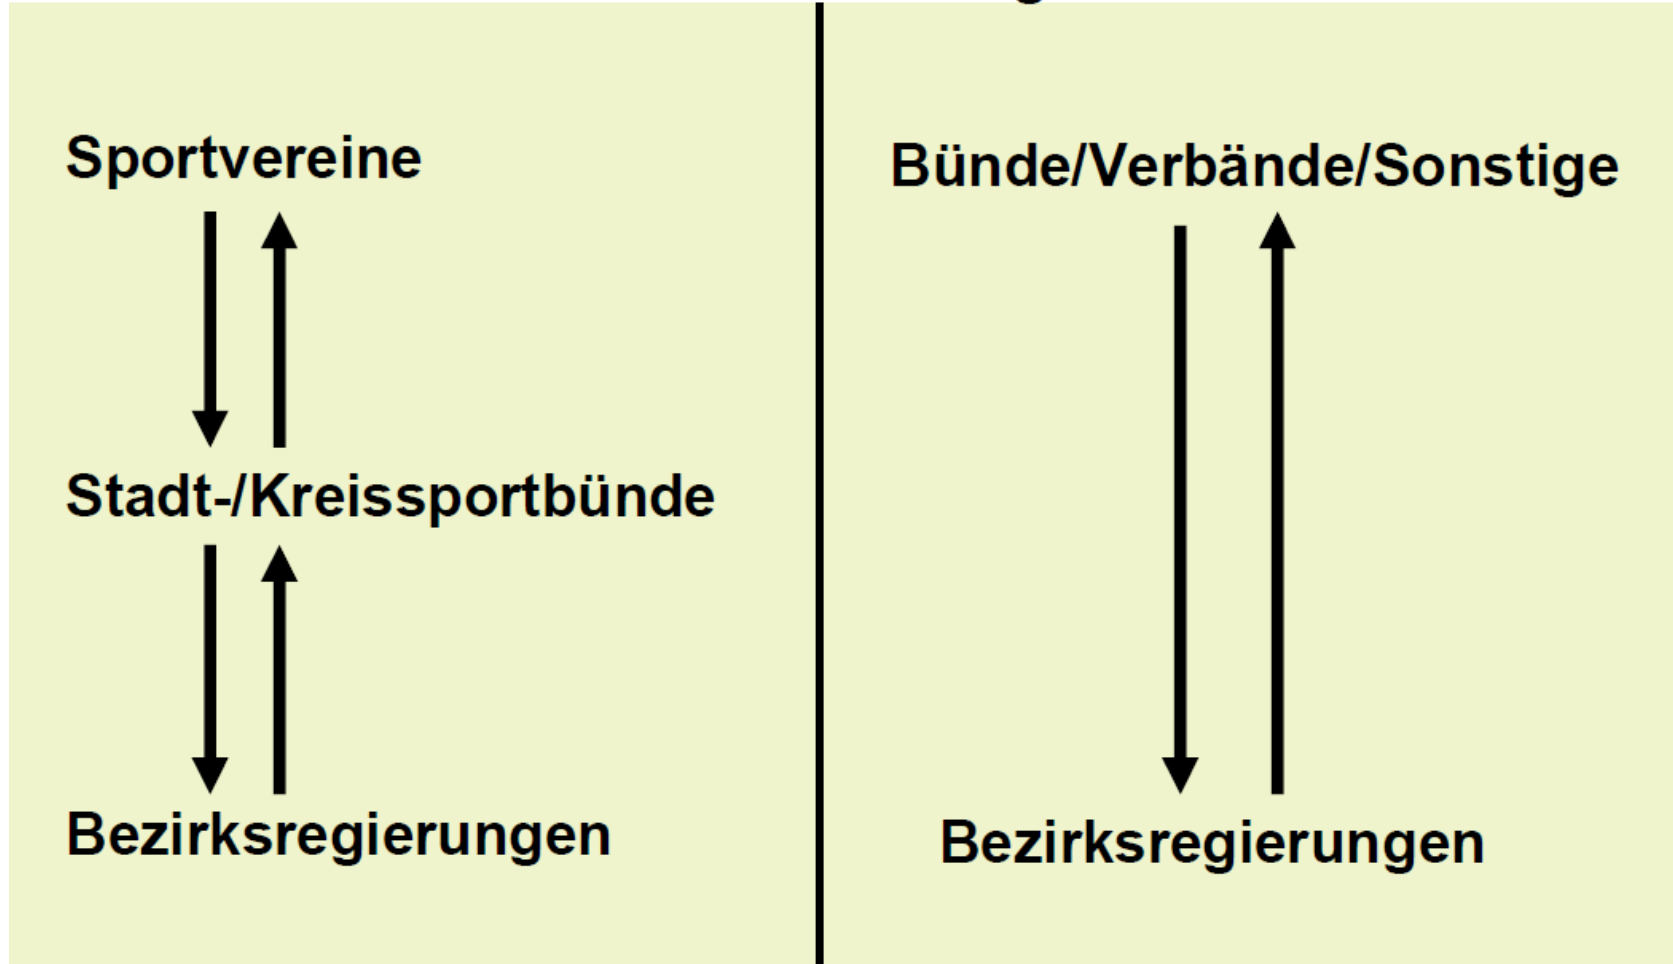 Sportvereine
Stadt-/Kreissportbünde
Bezirksregierungen
Bünde/Verbände/Sonstige
Bezirksregierungen